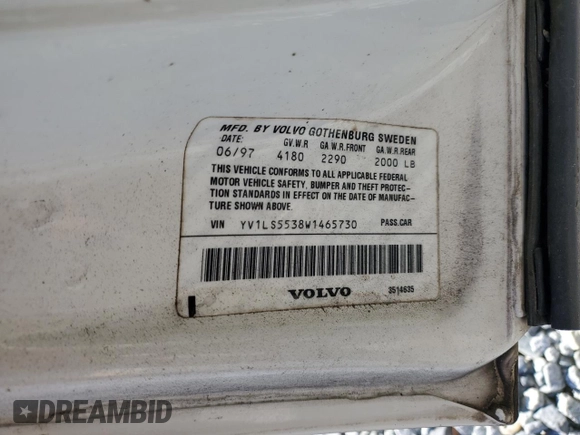 MFD. BY VOLVO GOTHENBURG SWEDEN
DATE: GV.W.R GA W.R.FRONT GA.W.R.REAR
06/97 4180 2290 2000 LB
THIS VEHICLE CONFORMS TO ALL APPLICABLE FEDERAL
MOTOR VEHICLE SAFETY, BUMPER AND THEFT PROTEC-
TION STANDARDS IN EFFECT ON THE DATE OF MANUFAC-
TURE SHOWN ABOVE.
VIN YV1LS5538W1465730 PASS.CAR
VOLVO 3514635
DREAMBID